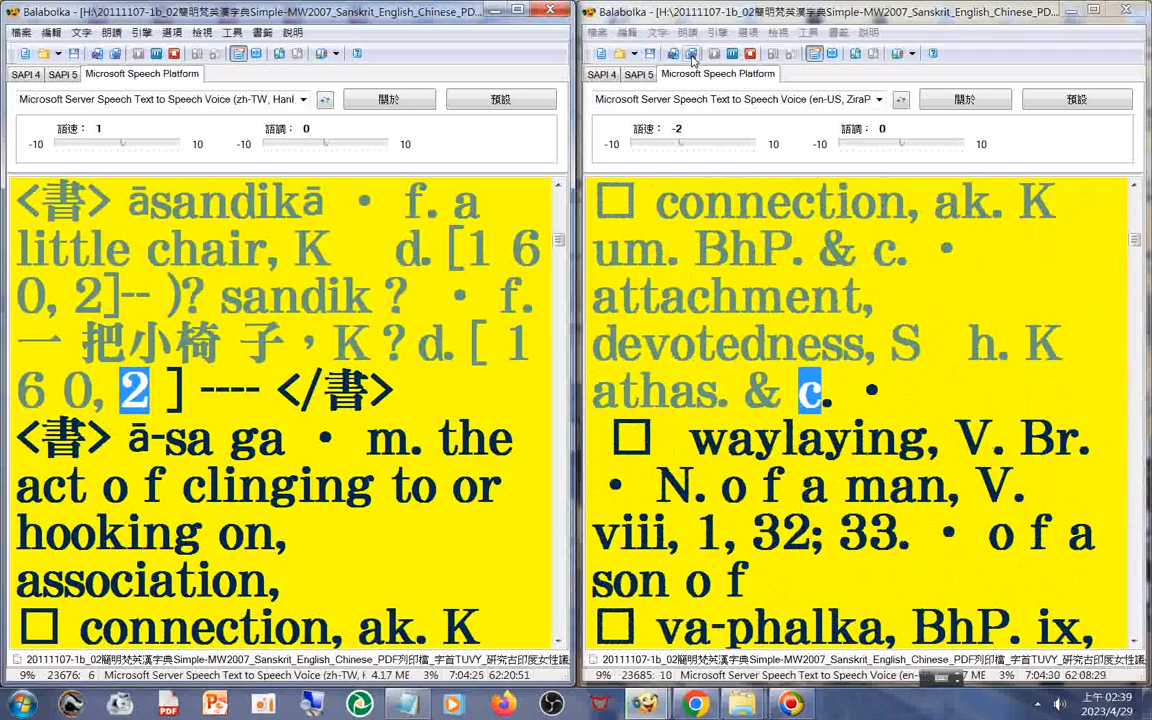 Balabolka - [H:\20111107-1b_02簡明梵英漢字典Simple-MW2007_Sanskrit_English_Chinese_PD...
檔案 編輯 文字 朗讀 引擎 選項 檢視 工具 書籤 說明
SAPI 4 SAPI 5 Microsoft Speech Platform
Microsoft Server Speech Text to Speech Voice (zh-TW, Hanl
關於 預設
語速： 1 語調： 0
-10 10 -10 10
<書> āsandikā • f. a
little chair, K d. [1 6
0, 2]-- )? sandik ? • f.
一 把小椅 子，K？d. [ 1
6 0, 2 ] ---- </書>
<書> ā-sa ga • m. the
act o f clinging to or
hooking on,
association,
□ connection, ak. K
20111107-1b_02簡明梵英漢字典Simple-MW2007_Sanskrit_English_Chinese_PDF列印檔_字首TUVY_研究古印度女性議
9% 23676: 6 Microsoft Server Speech Text to Speech Voice (zh-TW, H 4.17 ME 3% 7:04:25 62:20:51
Balabolka - [H:\20111107-1b_02簡明梵英漢字典Simple-MW2007_Sanskrit_English_Chinese_PD...
檔案 編輯 文字 朗讀 引擎 選項 檢視 工具 書籤 說明
SAPI 4 SAPI 5 Microsoft Speech Platform
Microsoft Server Speech Text to Speech Voice (en-US, ZiraP
關於 預設
語速： -2 語調： 0
-10 10 -10 10
□ connection, ak. K
um. BhP. & c. •
attachment,
devotedness, S h. K
athas. & c. •
□ waylaying, V. Br.
• N. o f a man, V.
viii, 1, 32; 33. • o f a
son o f
□ va-phalka, BhP. ix,
20111107-1b_02簡明梵英漢字典Simple-MW2007_Sanskrit_English_Chinese_PDF列印檔_字首TUVY_研究古印度女性議
9% 23685: 10 Microsoft Server Speech Text to Speech Voice (en- 3% 7:04:30 62:08:29
上午 02:39
2023/4/29